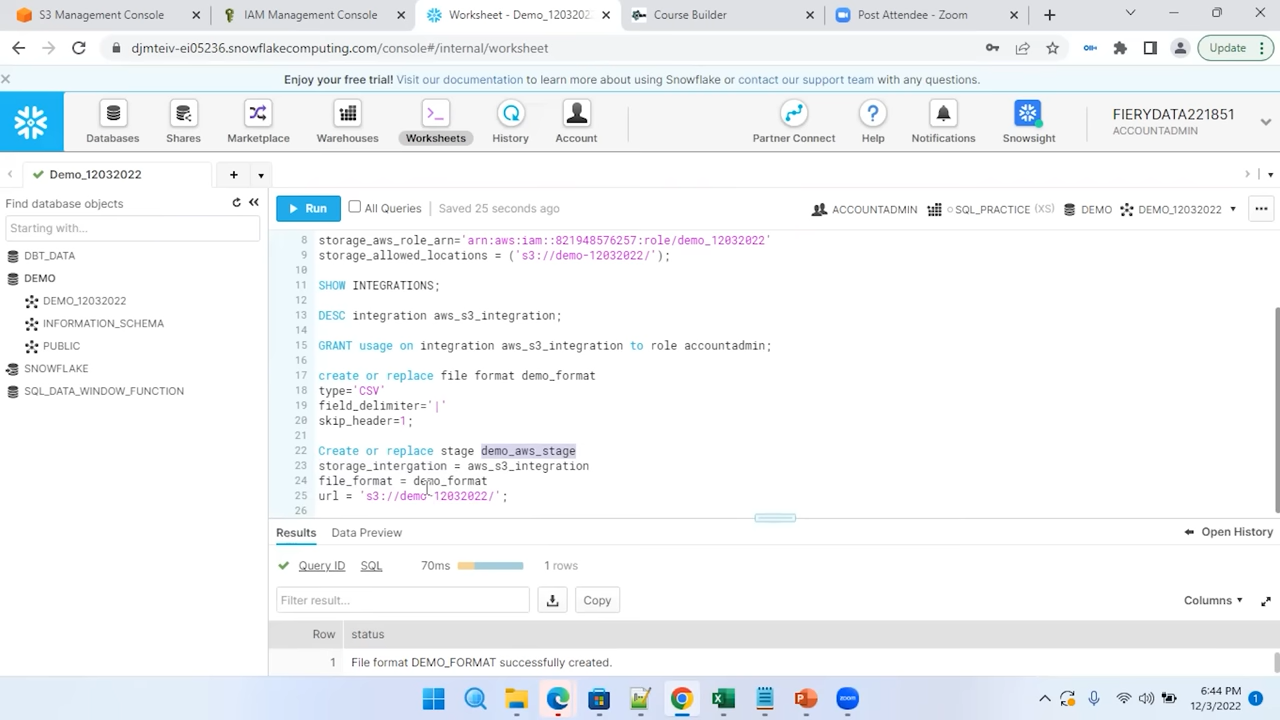 S3 Management Console
IAM Management Console
Worksheet - Demo_12032022
Course Builder
Post Attendee - Zoom
djmteiv-ei05236.snowflakecomputing.com/console#/internal/worksheet
Update
Enjoy your free trial! Visit our documentation to learn more about using Snowflake or contact our support team with any questions.
Databases
Shares
Marketplace
Warehouses
Worksheets
History
Account
Partner Connect
Help
Notifications
Snowsight
FIERYDATA221851
ACCOUNTADMIN
Demo_12032022
Find database objects
Starting with...
DBT_DATA
DEMO
DEMO_12032022
INFORMATION_SCHEMA
PUBLIC
SNOWFLAKE
SQL_DATA_WINDOW_FUNCTION
Run
All Queries
Saved 25 seconds ago
ACCOUNTADMIN
SQL_PRACTICE (XS)
DEMO
DEMO_12032022
8 storage_aws_role_arn='arn:aws:iam::821948576257:role/demo_12032022'
9 storage_allowed_locations = ('s3://demo-12032022/');
10
11 SHOW INTEGRATIONS;
12
13 DESC integration aws_s3_integration;
14
15 GRANT usage on integration aws_s3_integration to role accountadmin;
16
17 create or replace file format demo_format
18 type='CSV'
19 field_delimiter='|'
20 skip_header=1;
21
22 Create or replace stage demo_aws_stage
23 storage_intergation = aws_s3_integration
24 file_format = demo_format
25 url = 's3://demo-12032022/';
26
Results
Data Preview
Open History
Query ID
SQL
70ms
1 rows
Filter result...
Copy
Columns
Row
status
1
File format DEMO_FORMAT successfully created.
zoom
6:44 PM
12/3/2022
1